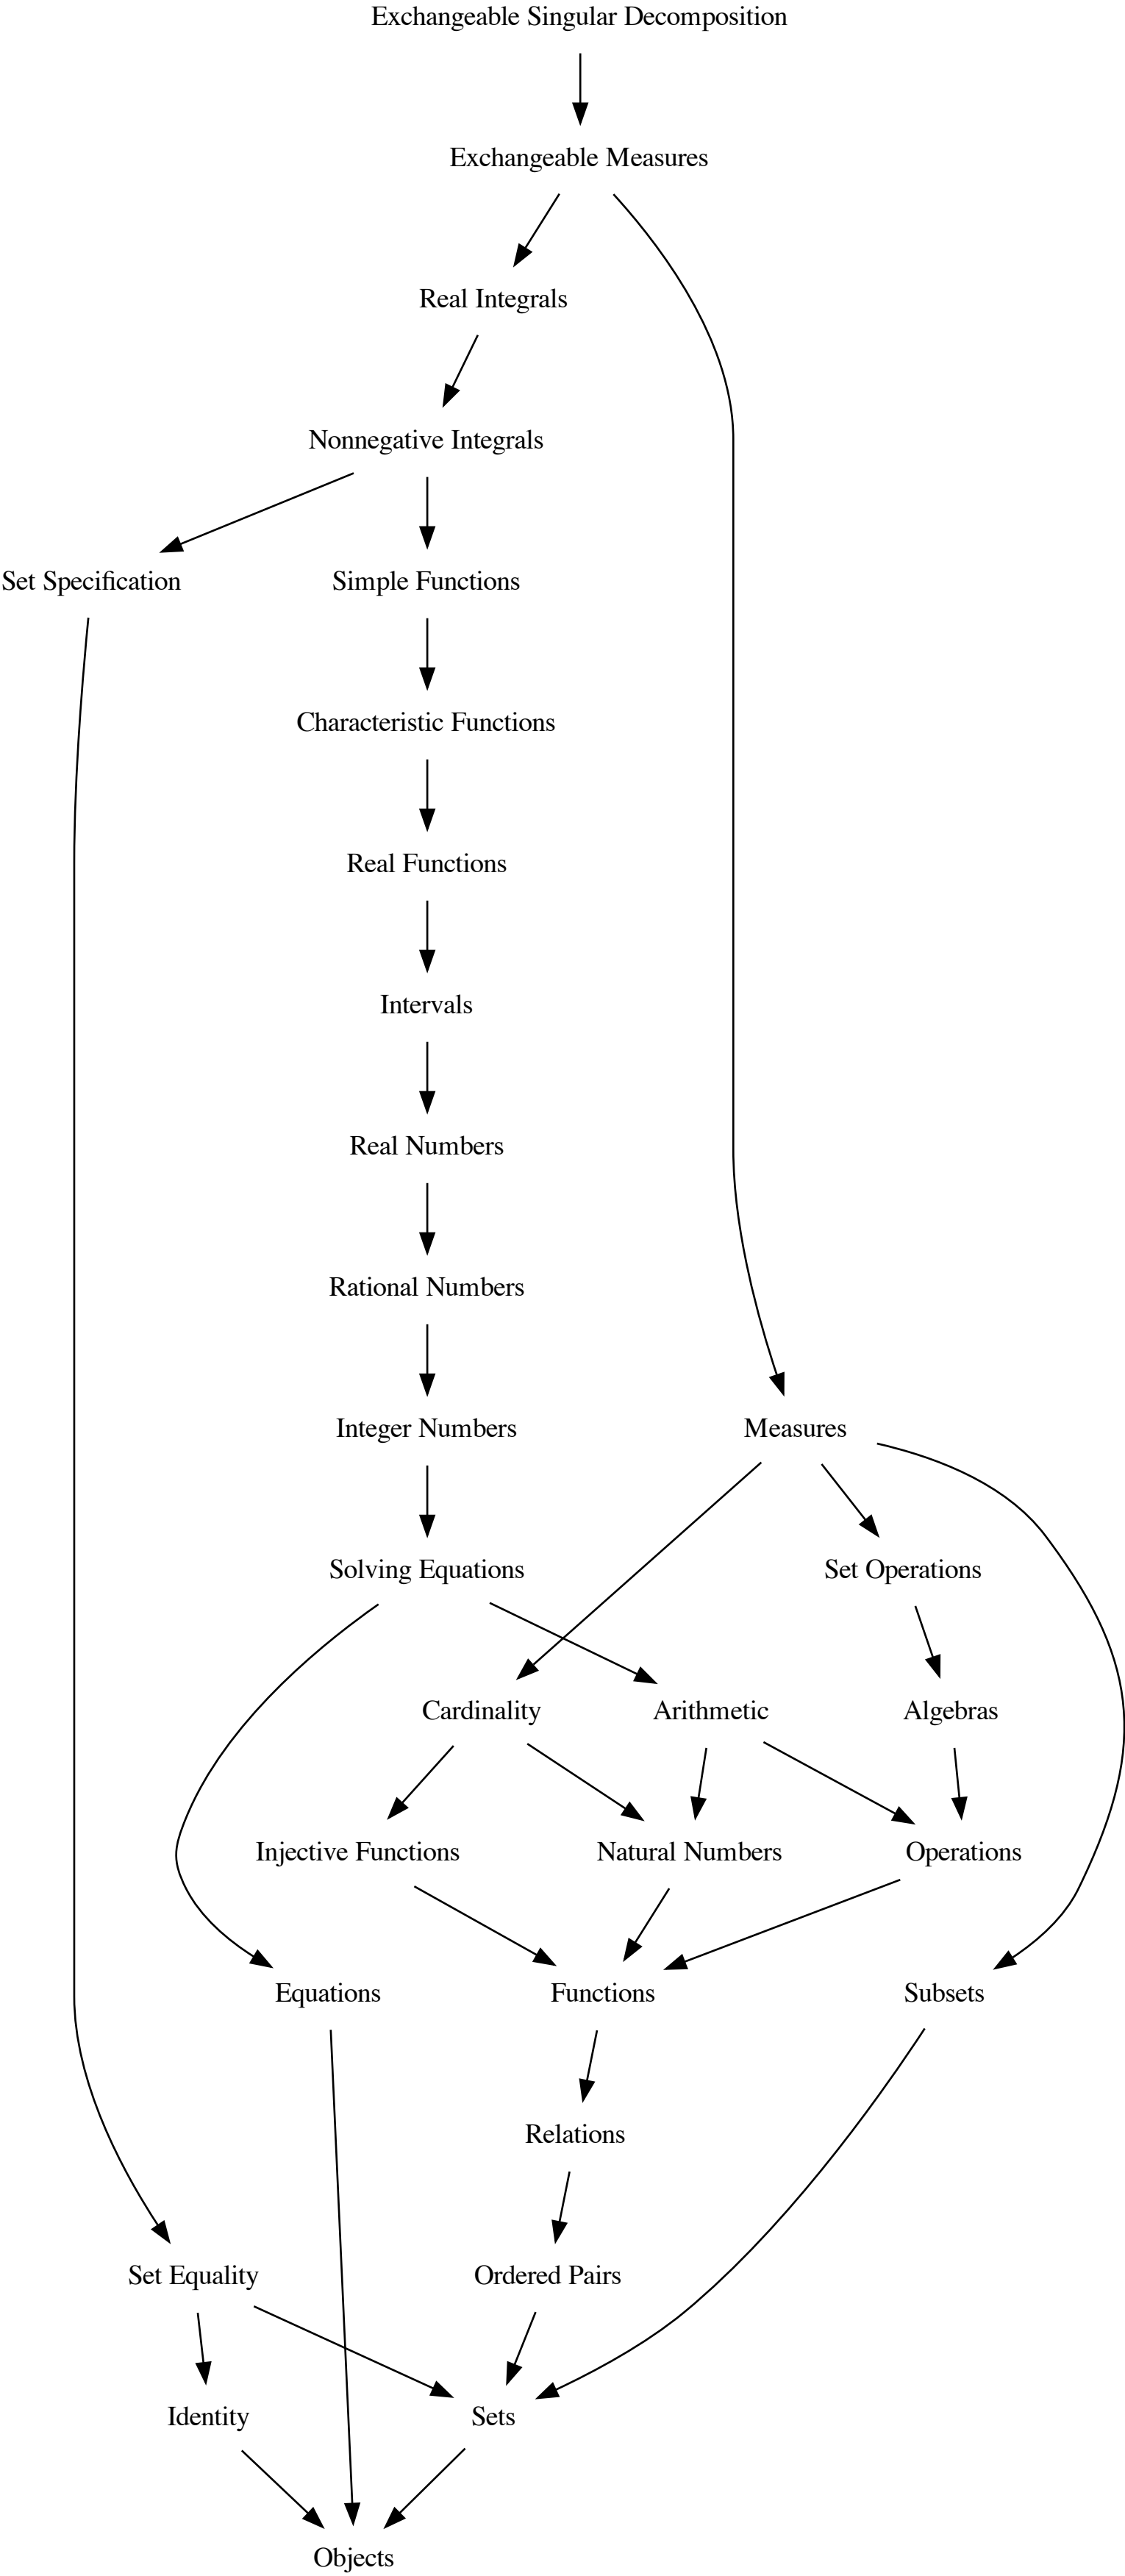 Exchangeable Singular Decomposition
Exchangeable Measures
Real Integrals
Nonnegative Integrals
Set Specification
Simple Functions
Characteristic Functions
Real Functions
Intervals
Real Numbers
Rational Numbers
Integer Numbers
Measures
Solving Equations
Set Operations
Cardinality
Arithmetic
Algebras
Injective Functions
Natural Numbers
Operations
Equations
Functions
Subsets
Relations
Set Equality
Ordered Pairs
Identity
Sets
Objects